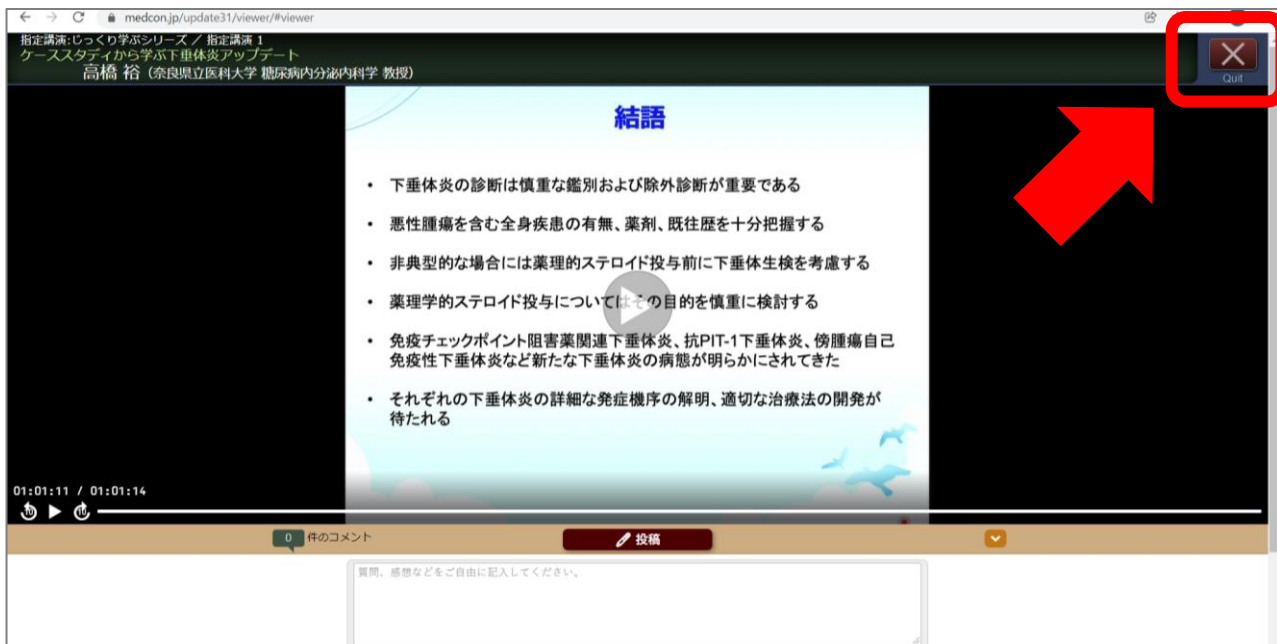 medcon.jp/update31/viewer/#viewer
指定講演:じっくり学ぶシリーズ / 指定講演 1
ケーススタディから学ぶ下垂体炎アップデート
高橋 裕 (奈良県立医科大学 糖尿病内分泌内科学 教授)
Quit
結語
• 下垂体炎の診断は慎重な鑑別および除外診断が重要である
• 悪性腫瘍を含む全身疾患の有無、薬剤、既往歴を十分把握する
• 非典型的な場合には薬理的ステロイド投与前に下垂体生検を考慮する
• 薬理学的ステロイド投与についてはその目的を慎重に検討する
• 免疫チェックポイント阻害薬関連下垂体炎、抗PIT-1下垂体炎、傍腫瘍自己
免疫性下垂体炎など新たな下垂体炎の病態が明らかにされてきた
• それぞれの下垂体炎の詳細な発症機序の解明、適切な治療法の開発が
待たれる
01:01:11 / 01:01:14
10 10
0 件のコメント
投稿
質問、感想などをご自由に記入してください。